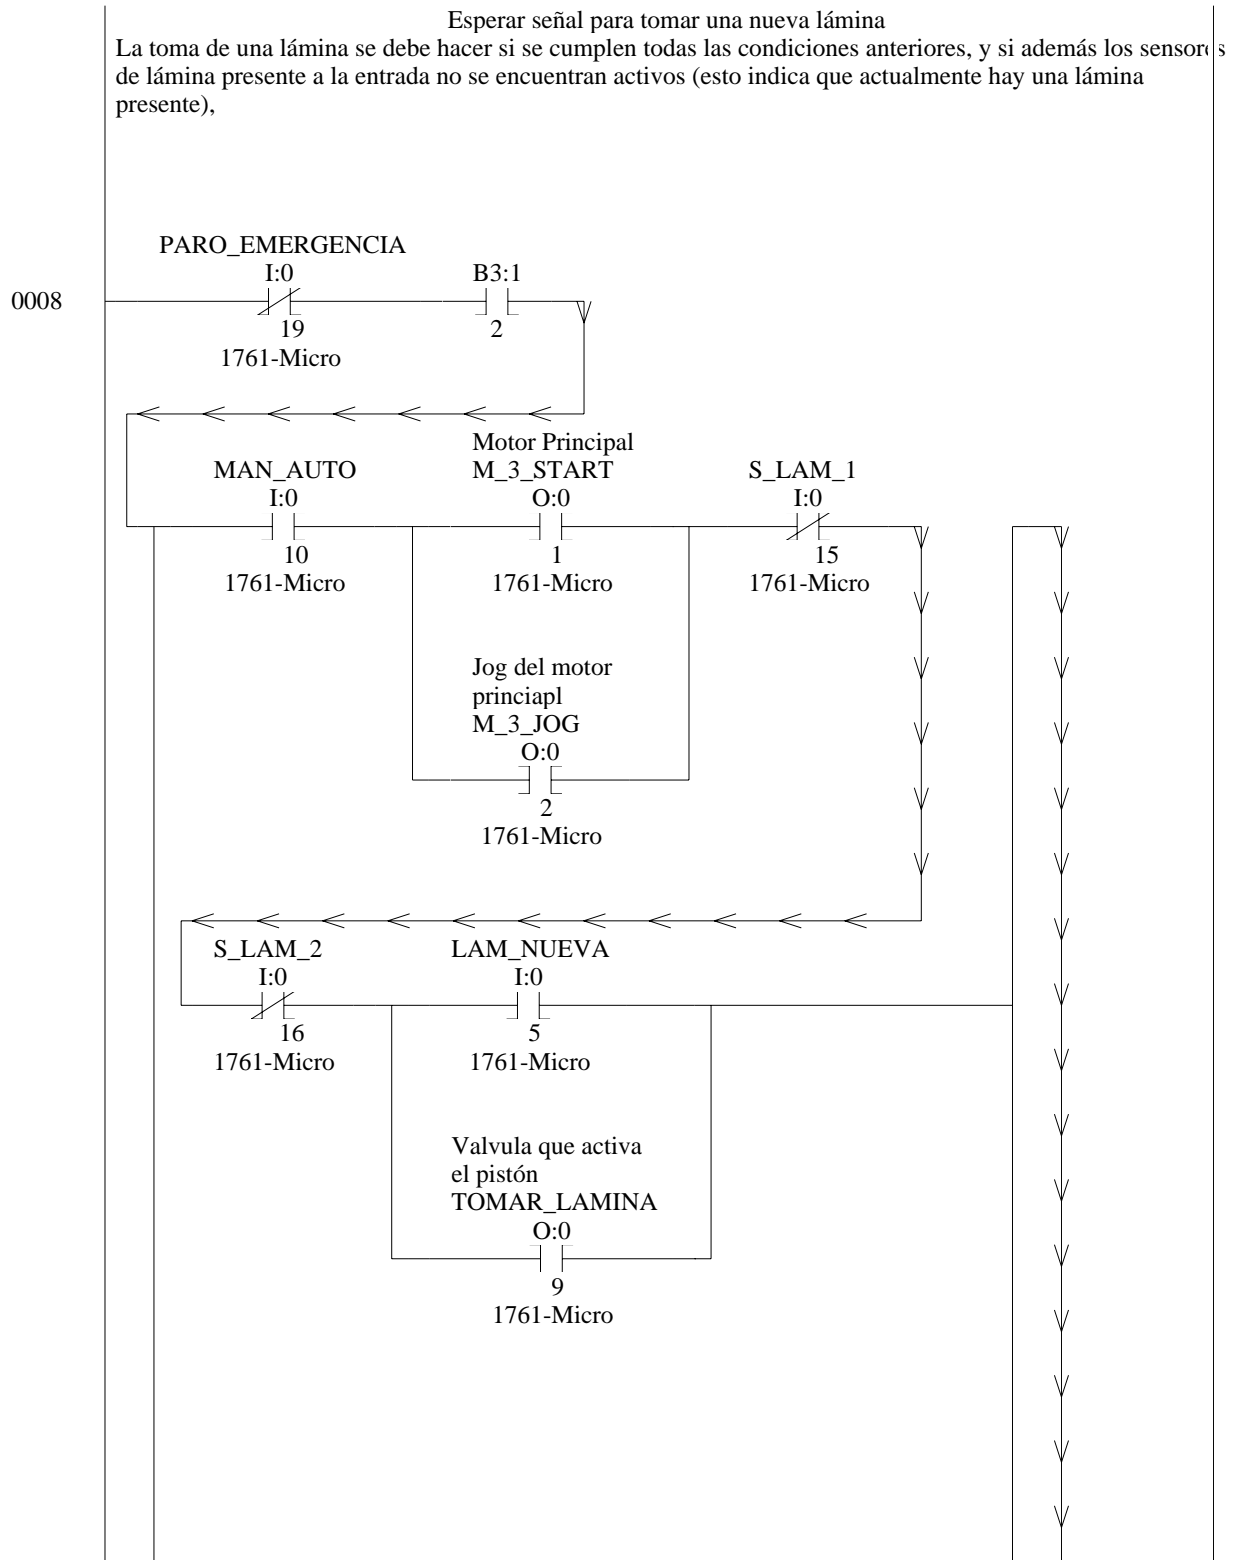 Esperar señal para tomar una nueva lámina
La toma de una lámina se debe hacer si se cumplen todas las condiciones anteriores, y si además los sensores
de lámina presente a la entrada no se encuentran activos (esto indica que actualmente hay una lámina
presente),
PARO_EMERGENCIA
I:0
B3:1
0008
19
2
1761-Micro
Motor Principal
MAN_AUTO
M_3_START
S_LAM_1
I:0
O:0
I:0
10
1
15
1761-Micro
1761-Micro
1761-Micro
Jog del motor
princiapl
M_3_JOG
O:0
2
1761-Micro
S_LAM_2
LAM_NUEVA
I:0
I:0
16
5
1761-Micro
1761-Micro
Valvula que activa
el pistón
TOMAR_LAMINA
O:0
9
1761-Micro